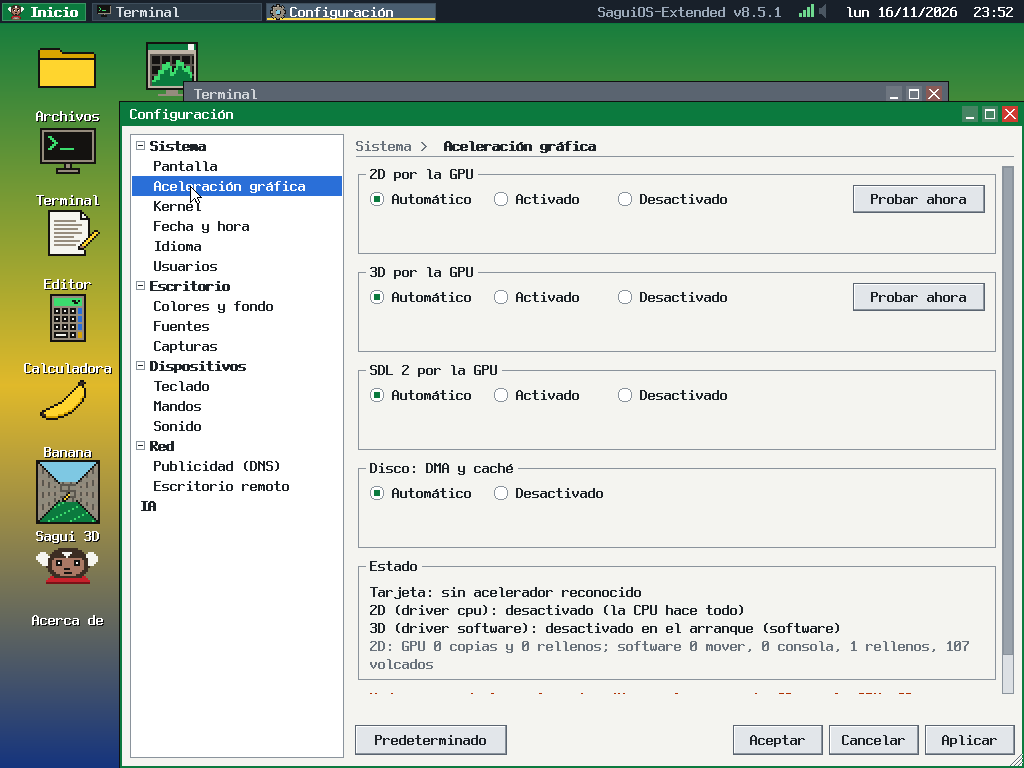 Inicio
Terminal
Configuración
SaguiOS-Extended v8.5.1
lun 16/11/2026 23:52
Archivos
Terminal
Editor
Calculadora
Banana
Sagui 3D
Acerca de
Terminal
Configuración
Sistema
Pantalla
Aceleración gráfica
Kernel
Fecha y hora
Idioma
Usuarios
Escritorio
Colores y fondo
Fuentes
Capturas
Dispositivos
Teclado
Mandos
Sonido
Red
Publicidad (DNS)
Escritorio remoto
IA
Sistema > Aceleración gráfica
2D por la GPU
Automático Activado Desactivado Probar ahora
3D por la GPU
Automático Activado Desactivado Probar ahora
SDL 2 por la GPU
Automático Activado Desactivado
Disco: DMA y caché
Automático Desactivado
Estado
Tarjeta: sin acelerador reconocido
2D (driver cpu): desactivado (la CPU hace todo)
3D (driver software): desactivado en el arranque (software)
2D: GPU 0 copias y 0 rellenos; software 0 mover, 0 consola, 1 rellenos, 107
volcados
Predeterminado Aceptar Cancelar Aplicar